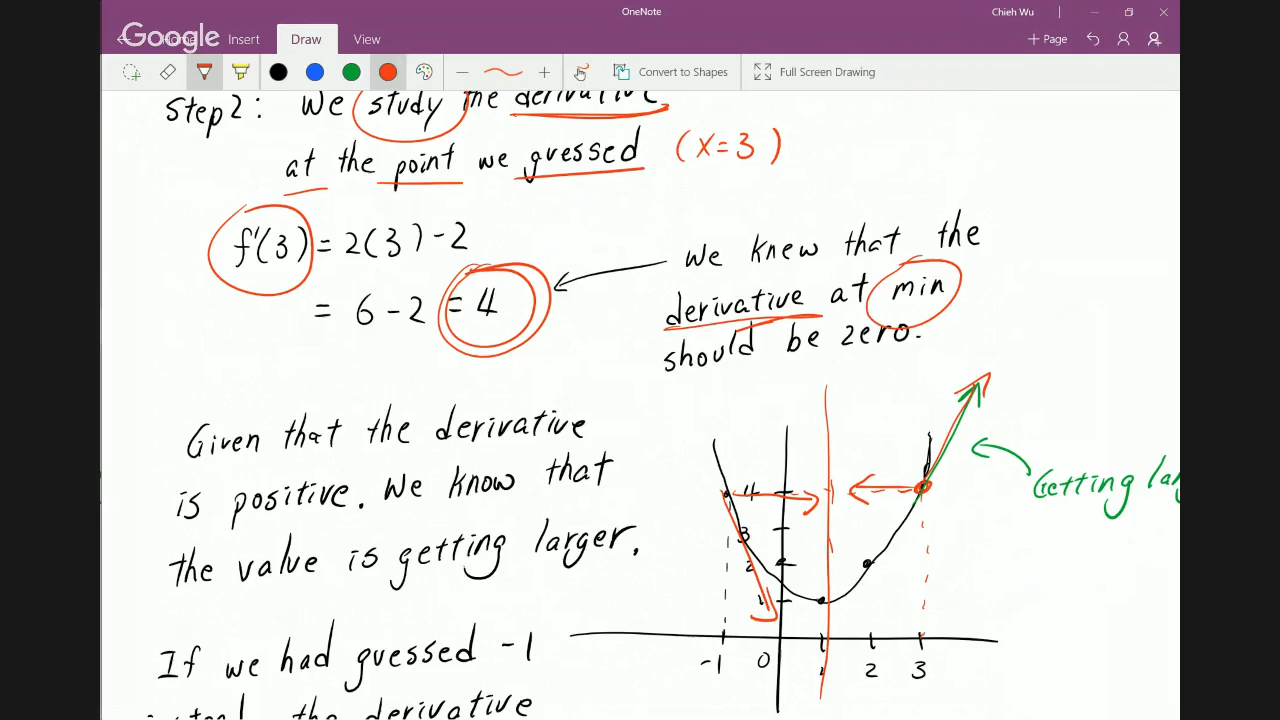 OneNote
Chieh Wu
Google
Home Insert Draw View
Page
Convert to Shapes
Full Screen Drawing
Step 2: We study the derivative
at the point we guessed (x=3)
f'(3) = 2(3) - 2
= 6 - 2 = 4
We knew that the
derivative at min
should be zero.
Given that the derivative
is positive. We know that
the value is getting larger.
Getting lar
4
3
2
1
-1 0 1 2 3
If we had guessed -1
the derivative